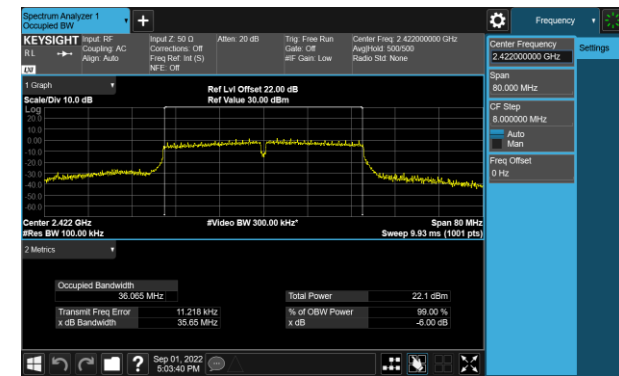 Spectrum Analyzer 1
Occupied BW
Frequency
KEYSIGHT
R L
LXI
Input: RF
Coupling: AC
Align: Auto
Input Z: 50 Ω
Corrections: Off
Freq Ref: Int (S)
NFE: Off
Atten: 20 dB
Trig: Free Run
Gate: Off
#IF Gain: Low
Center Freq: 2.422000000 GHz
Avg|Hold: 500/500
Radio Std: None
Center Frequency
2.422000000 GHz
Settings
Span
80.000 MHz
CF Step
8.000000 MHz
Auto
Man
Freq Offset
0 Hz
1 Graph
Scale/Div 10.0 dB
Ref Lvl Offset 22.00 dB
Ref Value 30.00 dBm
Log
20.0
10.0
0.00
-10.0
-20.0
-30.0
-40.0
-50.0
-60.0
Center 2.422 GHz
#Res BW 100.00 kHz
#Video BW 300.00 kHz*
Span 80 MHz
Sweep 9.93 ms (1001 pts)
2 Metrics
Occupied Bandwidth
36.065 MHz
Total Power 22.1 dBm
Transmit Freq Error 11.218 kHz
% of OBW Power 99.00 %
x dB Bandwidth 35.65 MHz
x dB -6.00 dB
Sep 01, 2022
5:03:40 PM